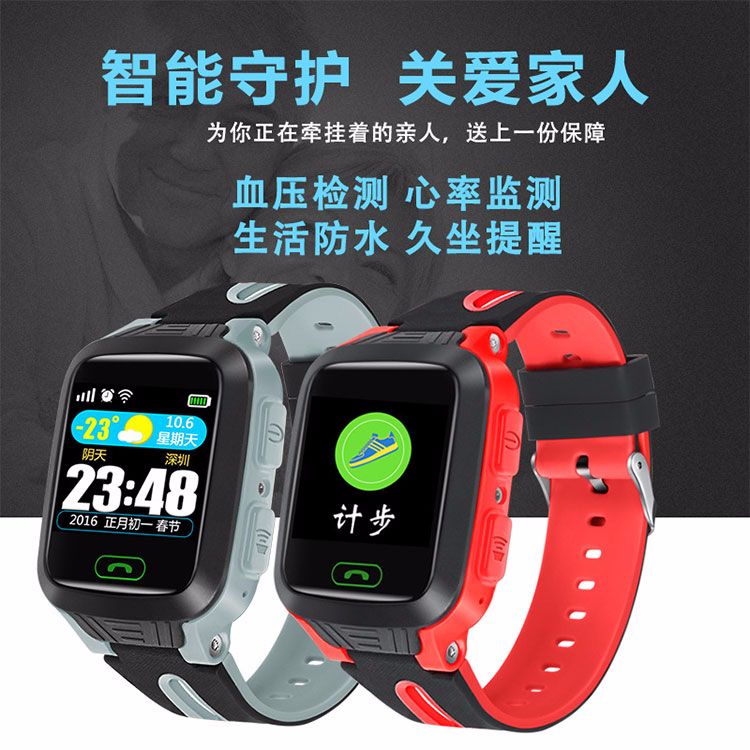 智能守护 关爱家人
为你正在牵挂着的亲人，送上一份保障
血压检测 心率监测
生活防水 久坐提醒
10.6
-23° 星期天
阴天 深圳
23:48
2016 正月初一 春节
计步